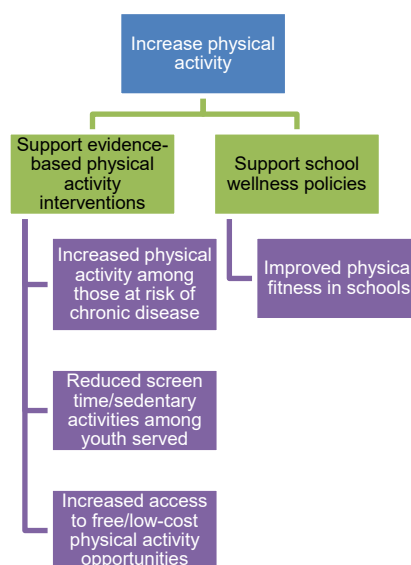 Increase physical
activity
Support evidence-
based physical
activity
interventions
Support school
wellness policies
Increased physical
activity among
those at risk of
chronic disease
Improved physical
fitness in schools
Reduced screen
time/sedentary
activities among
youth served
Increased access
to free/low-cost
physical activity
opportunities